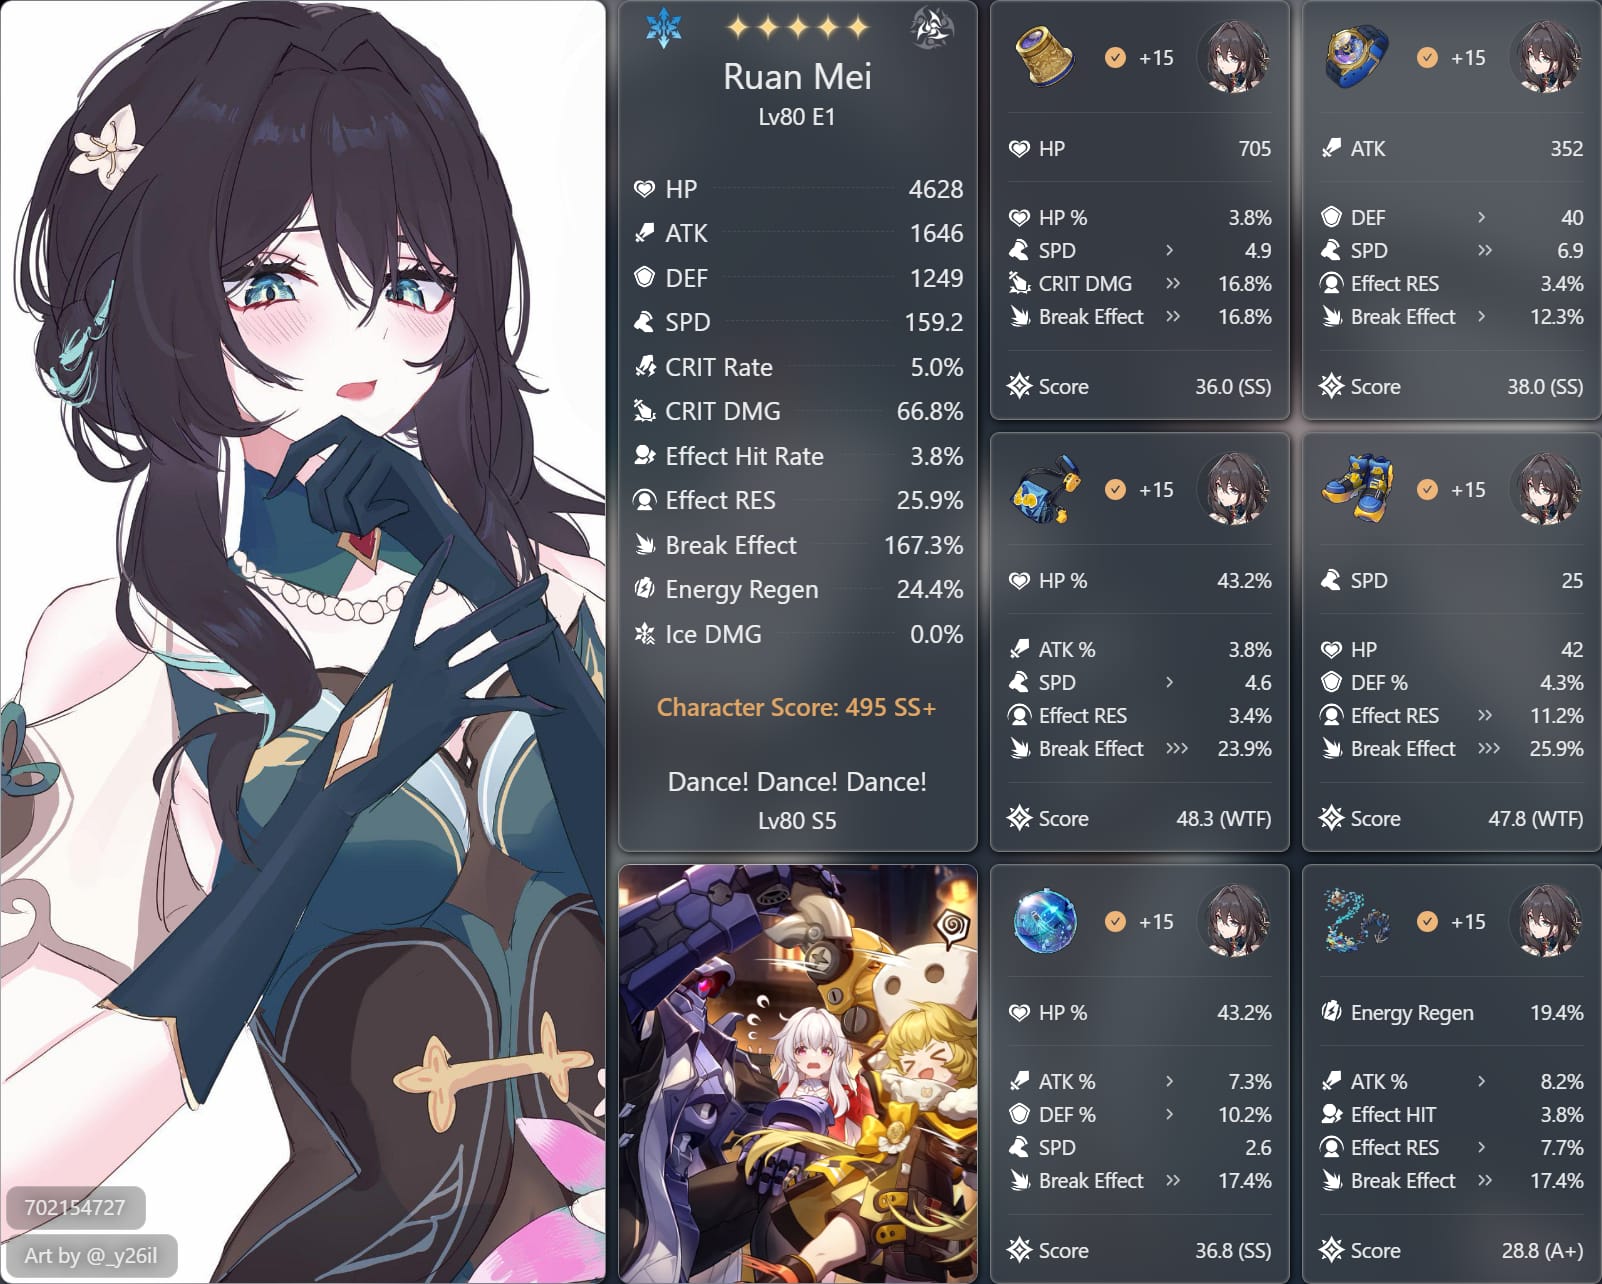 Ruan Mei
Lv80 E1
HP 4628
ATK 1646
DEF 1249
SPD 159.2
CRIT Rate 5.0%
CRIT DMG 66.8%
Effect Hit Rate 3.8%
Effect RES 25.9%
Break Effect 167.3%
Energy Regen 24.4%
Ice DMG 0.0%
Character Score: 495 SS+
Dance! Dance! Dance!
Lv80 S5
+15
HP 705
HP % 3.8%
SPD > 4.9
CRIT DMG >> 16.8%
Break Effect >> 16.8%
Score 36.0 (SS)
+15
ATK 352
DEF > 40
SPD >> 6.9
Effect RES 3.4%
Break Effect > 12.3%
Score 38.0 (SS)
+15
HP % 43.2%
ATK % 3.8%
SPD > 4.6
Effect RES 3.4%
Break Effect >>> 23.9%
Score 48.3 (WTF)
+15
SPD 25
HP 42
DEF % 4.3%
Effect RES >> 11.2%
Break Effect >>> 25.9%
Score 47.8 (WTF)
+15
HP % 43.2%
ATK % > 7.3%
DEF % > 10.2%
SPD 2.6
Break Effect >> 17.4%
Score 36.8 (SS)
+15
Energy Regen 19.4%
ATK % > 8.2%
Effect HIT 3.8%
Effect RES > 7.7%
Break Effect >> 17.4%
Score 28.8 (A+)
702154727
Art by @_y26il